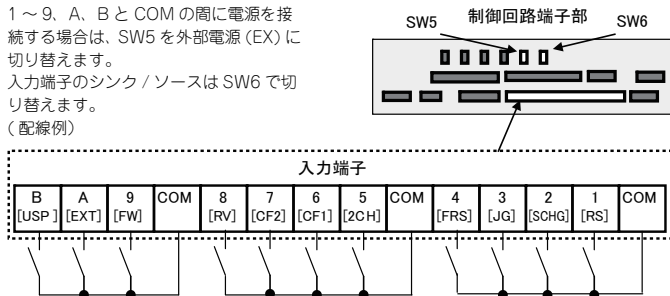 1～9、A、BとCOMの間に電源を接
続する場合は、SW5を外部電源(EX)に
切り替えます。
入力端子のシンク/ソースはSW6で切
り替えます。
(配線例)
制御回路端子部
SW5
SW6
入力端子
B A 9 COM 8 7 6 5 COM 4 3 2 1 COM
[USP] [EXT] [FW] [RV] [CF2] [CF1] [2CH] [FRS] [JG] [SCHG] [RS]